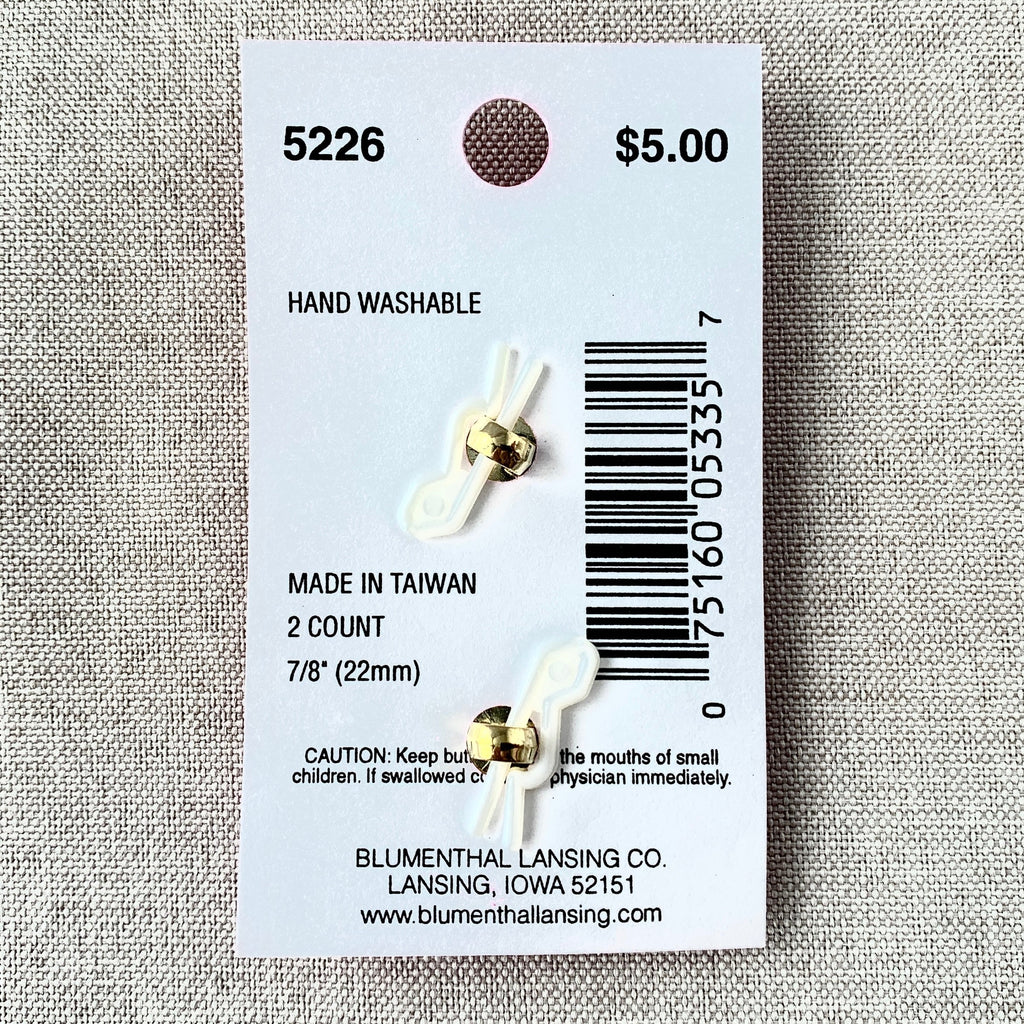 5226 $5.00
HAND WASHABLE
0 75160 05335 7
MADE IN TAIWAN
2 COUNT
7/8" (22mm)
CAUTION: Keep the mouths of small
children. If swallowed physician immediately.
BLUMENTHAL LANSING CO.
LANSING, IOWA 52151
www.blumenthallansing.com